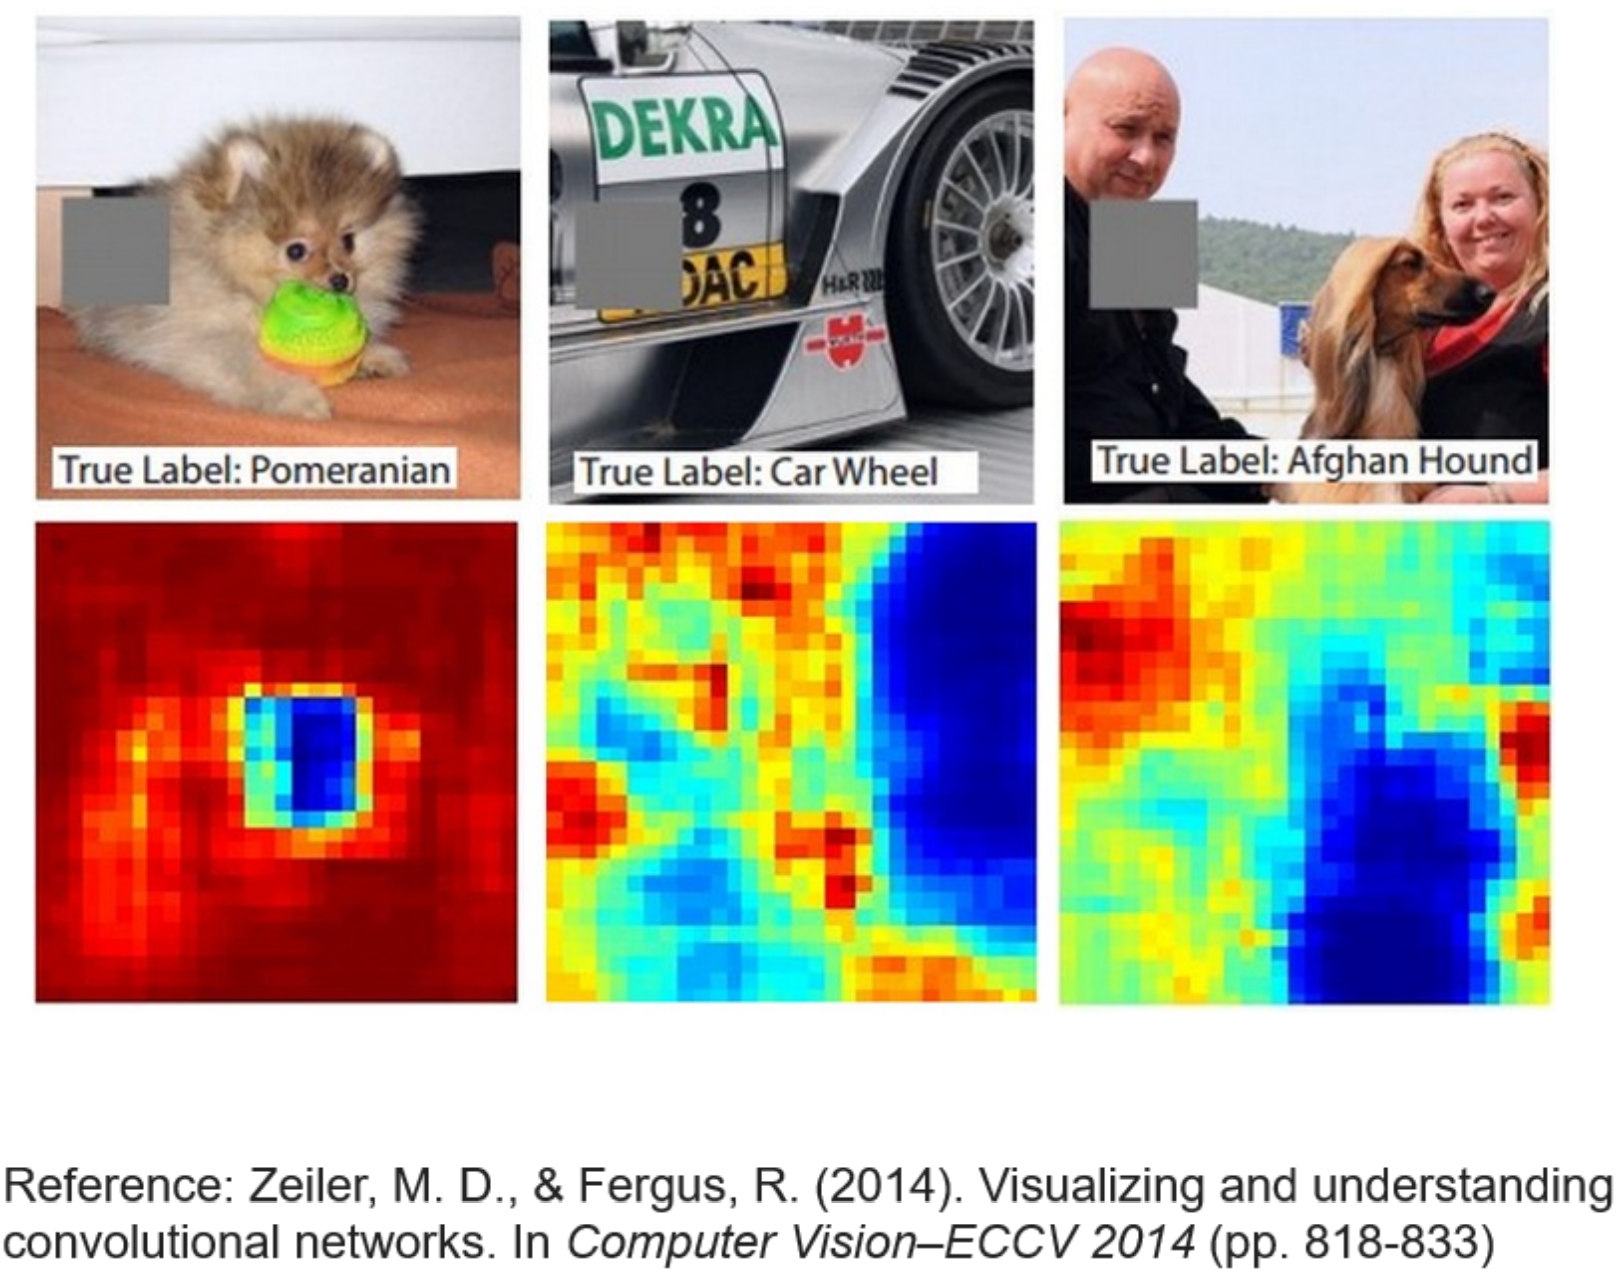 DEKRA
8
DAC
H&R
WÜRTH
True Label: Pomeranian
True Label: Car Wheel
True Label: Afghan Hound
Reference: Zeiler, M. D., & Fergus, R. (2014). Visualizing and understanding
convolutional networks. In Computer Vision–ECCV 2014 (pp. 818-833)